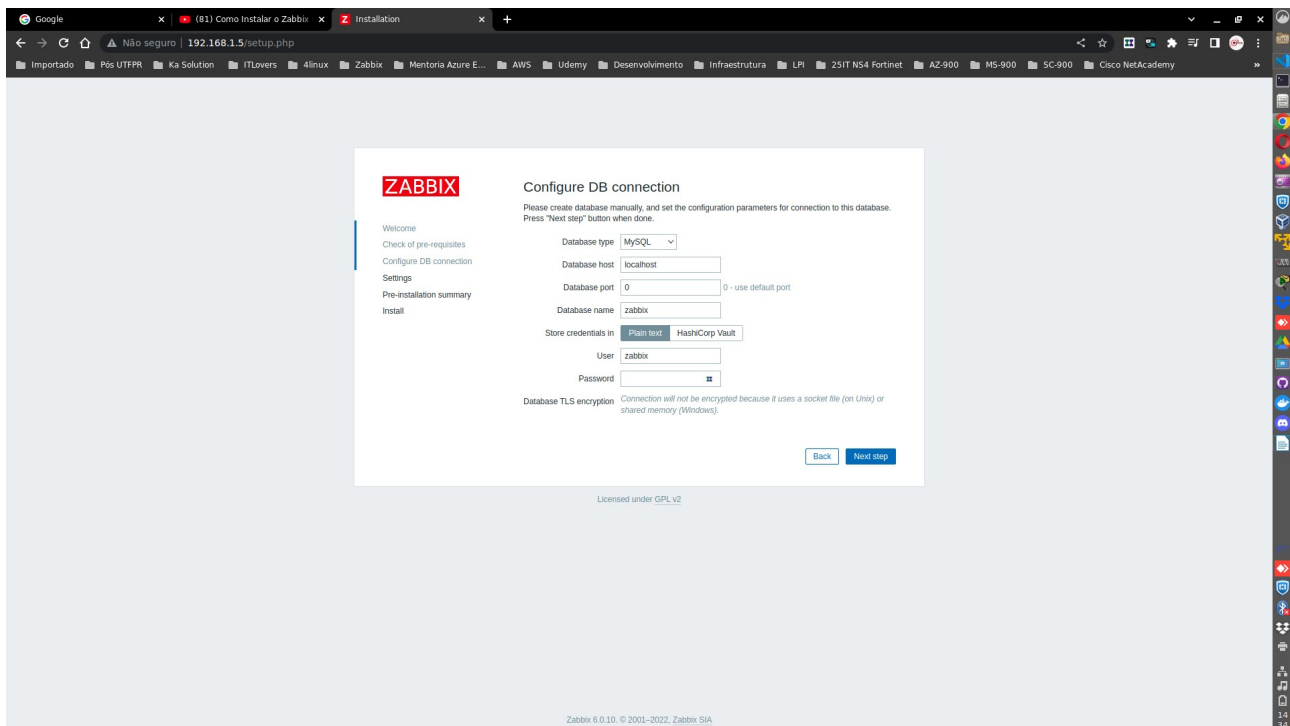 Google
(81) Como Instalar o Zabbix
Z Installation
Não seguro | 192.168.1.5/setup.php
Importado Pós UTFPR Ka Solution ITLovers 4linux Zabbix Mentoria Azure E... AWS Udemy Desenvolvimento Infraestrutura LPI 25IT NS4 Fortinet AZ-900 MS-900 SC-900 Cisco NetAcademy »
ZABBIX
Welcome
Check of pre-requisites
Configure DB connection
Settings
Pre-installation summary
Install
Configure DB connection
Please create database manually, and set the configuration parameters for connection to this database.
Press "Next step" button when done.
Database type MySQL
Database host localhost
Database port 0 0 - use default port
Database name zabbix
Store credentials in Plain text HashiCorp Vault
User zabbix
Password
Database TLS encryption Connection will not be encrypted because it uses a socket file (on Unix) or
shared memory (Windows).
Back Next step
Licensed under GPL v2
Zabbix 6.0.10. © 2001–2022, Zabbix SIA
14
34